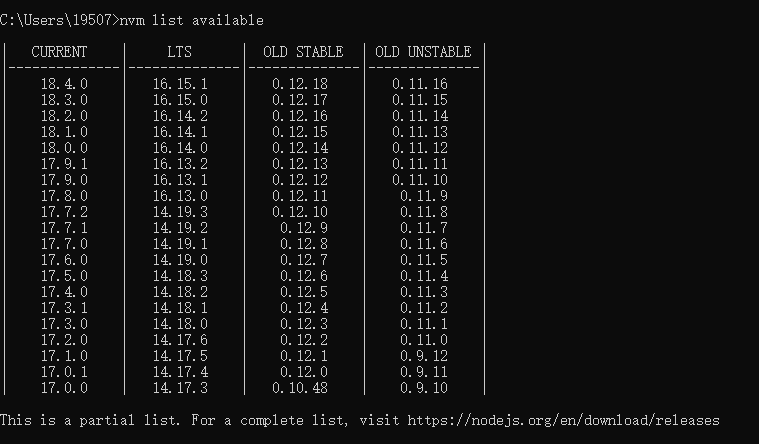 C:\Users\19507>nvm list available
|   CURRENT    |     LTS      |  OLD STABLE  | OLD UNSTABLE |
|--------------|--------------|--------------|--------------|
|    18.4.0    |   16.15.1    |   0.12.18    |   0.11.16    |
|    18.3.0    |   16.15.0    |   0.12.17    |   0.11.15    |
|    18.2.0    |   16.14.2    |   0.12.16    |   0.11.14    |
|    18.1.0    |   16.14.1    |   0.12.15    |   0.11.13    |
|    18.0.0    |   16.14.0    |   0.12.14    |   0.11.12    |
|    17.9.1    |   16.13.2    |   0.12.13    |   0.11.11    |
|    17.9.0    |   16.13.1    |   0.12.12    |   0.11.10    |
|    17.8.0    |   16.13.0    |   0.12.11    |    0.11.9    |
|    17.7.2    |   14.19.3    |   0.12.10    |    0.11.8    |
|    17.7.1    |   14.19.2    |    0.12.9    |    0.11.7    |
|    17.7.0    |   14.19.1    |    0.12.8    |    0.11.6    |
|    17.6.0    |   14.19.0    |    0.12.7    |    0.11.5    |
|    17.5.0    |   14.18.3    |    0.12.6    |    0.11.4    |
|    17.4.0    |   14.18.2    |    0.12.5    |    0.11.3    |
|    17.3.1    |   14.18.1    |    0.12.4    |    0.11.2    |
|    17.3.0    |   14.18.0    |    0.12.3    |    0.11.1    |
|    17.2.0    |   14.17.6    |    0.12.2    |    0.11.0    |
|    17.1.0    |   14.17.5    |    0.12.1    |    0.9.12    |
|    17.0.1    |   14.17.4    |    0.12.0    |    0.9.11    |
|    17.0.0    |   14.17.3    |   0.10.48    |    0.9.10    |
This is a partial list. For a complete list, visit https://nodejs.org/en/download/releases